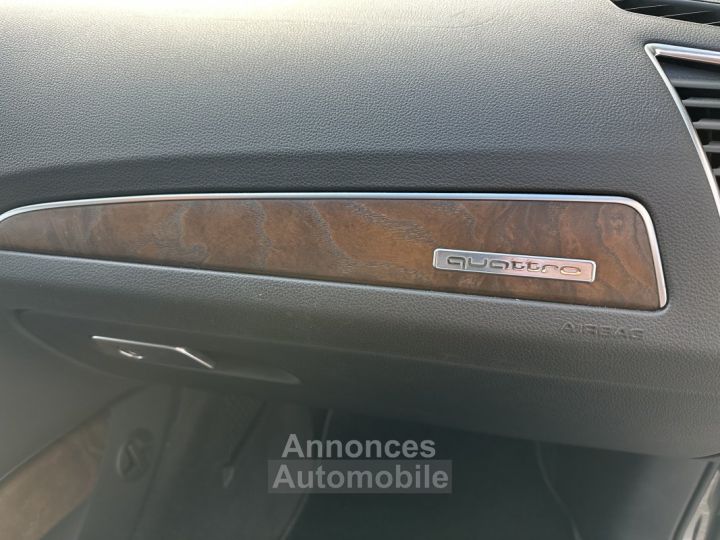 quattro
AIRBAG
Annonces
Automobile